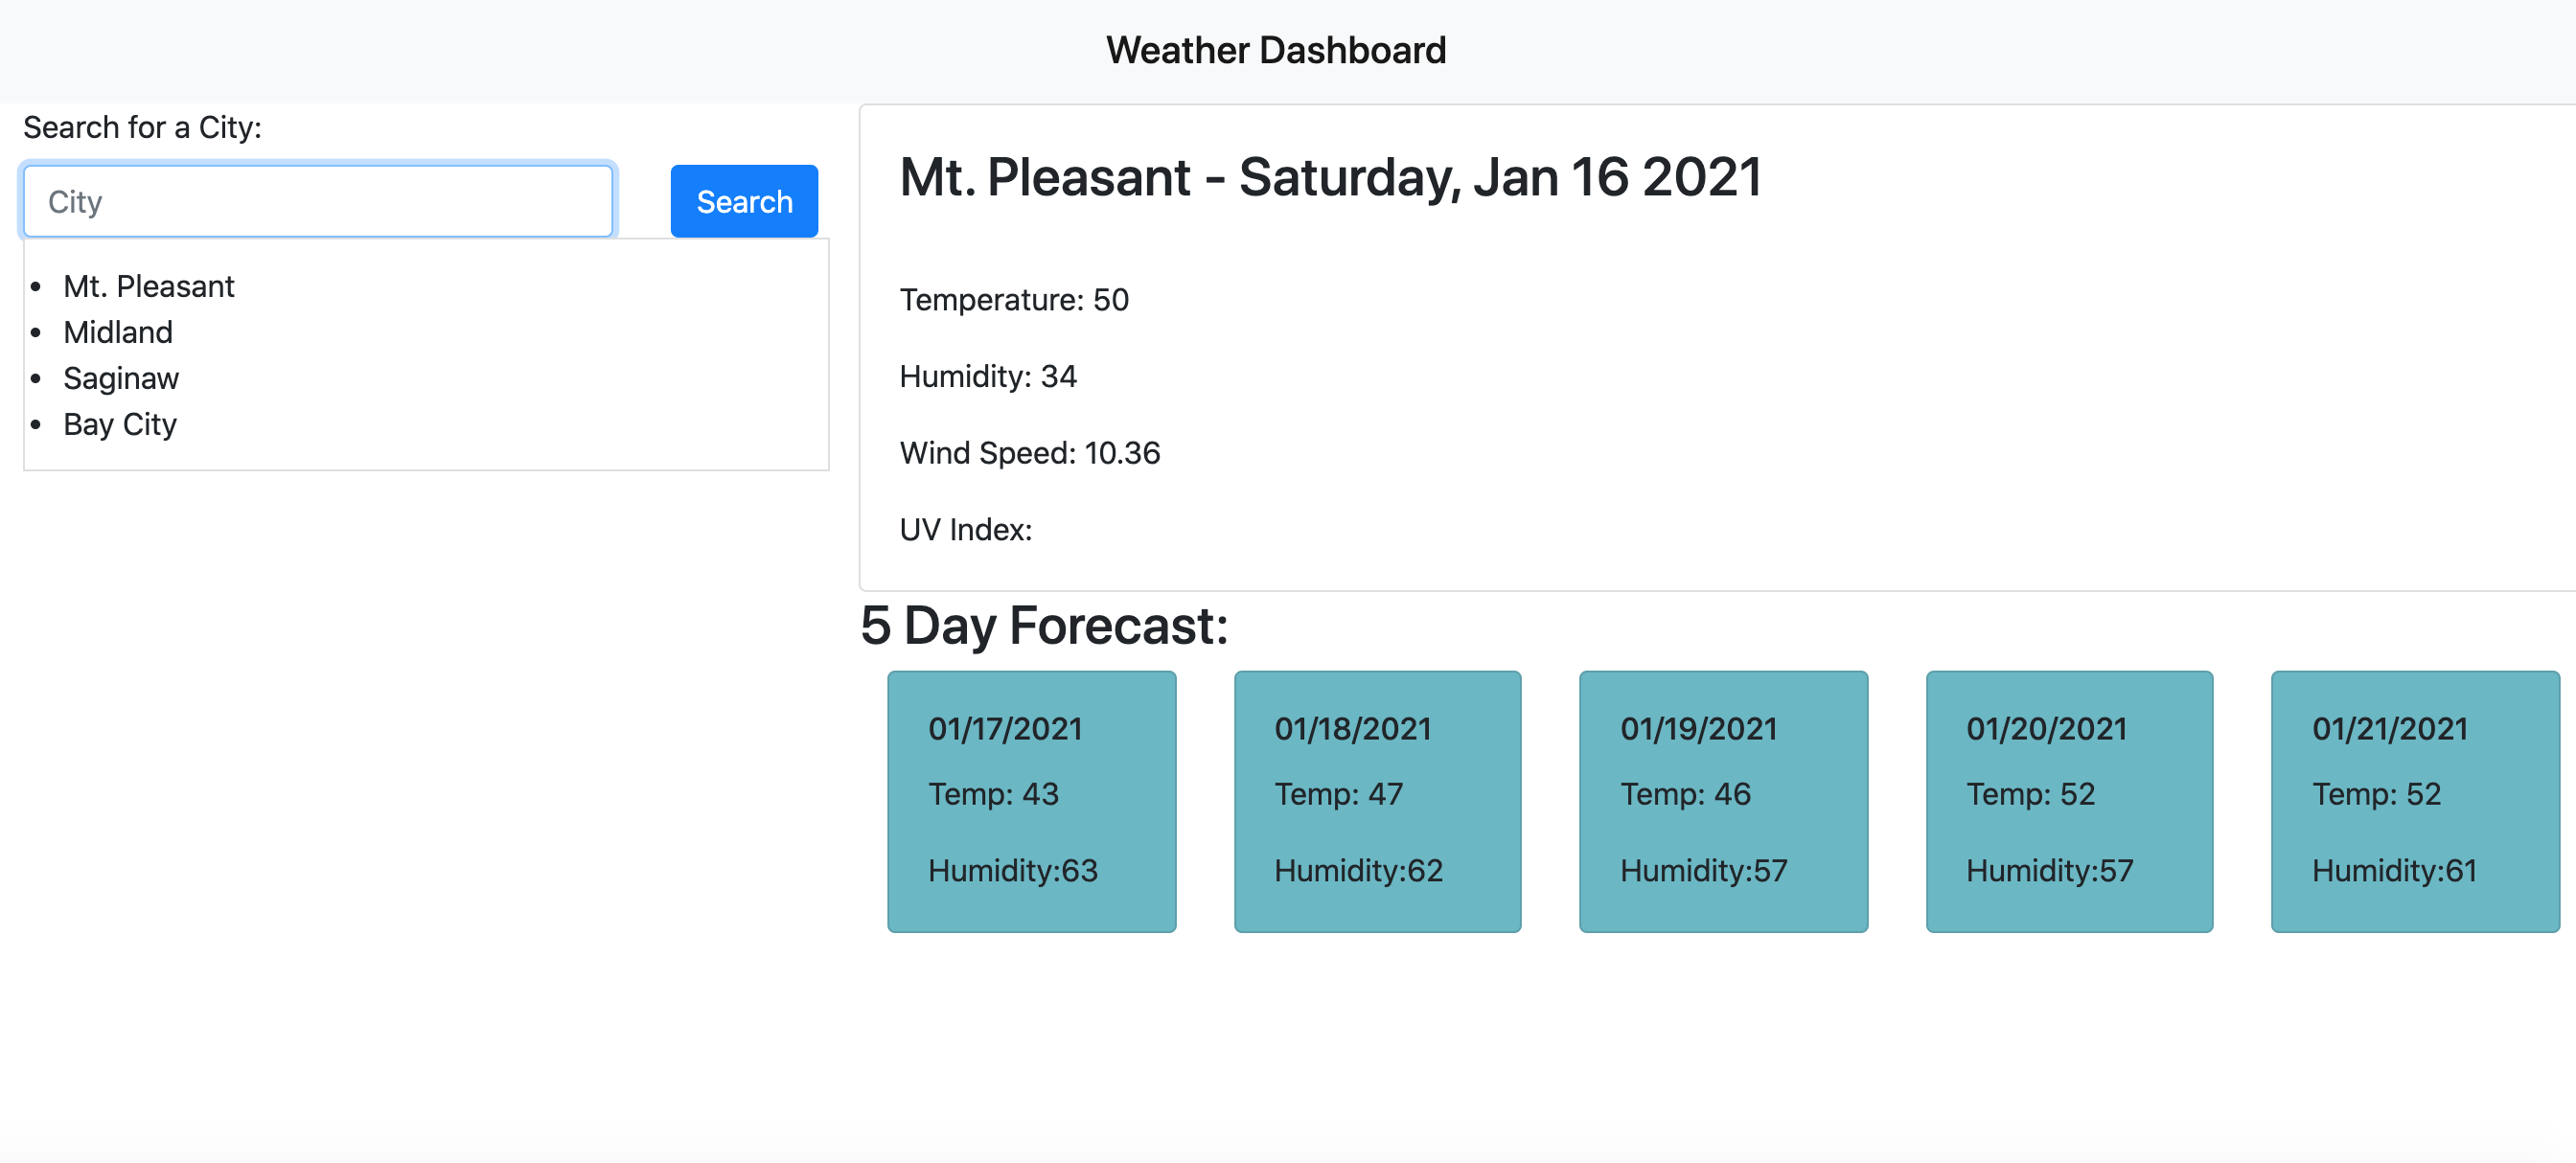 Weather Dashboard
Search for a City:
City
Search
• Mt. Pleasant
• Midland
• Saginaw
• Bay City
Mt. Pleasant - Saturday, Jan 16 2021
Temperature: 50
Humidity: 34
Wind Speed: 10.36
UV Index:
5 Day Forecast:
01/17/2021
Temp: 43
Humidity:63
01/18/2021
Temp: 47
Humidity:62
01/19/2021
Temp: 46
Humidity:57
01/20/2021
Temp: 52
Humidity:57
01/21/2021
Temp: 52
Humidity:61